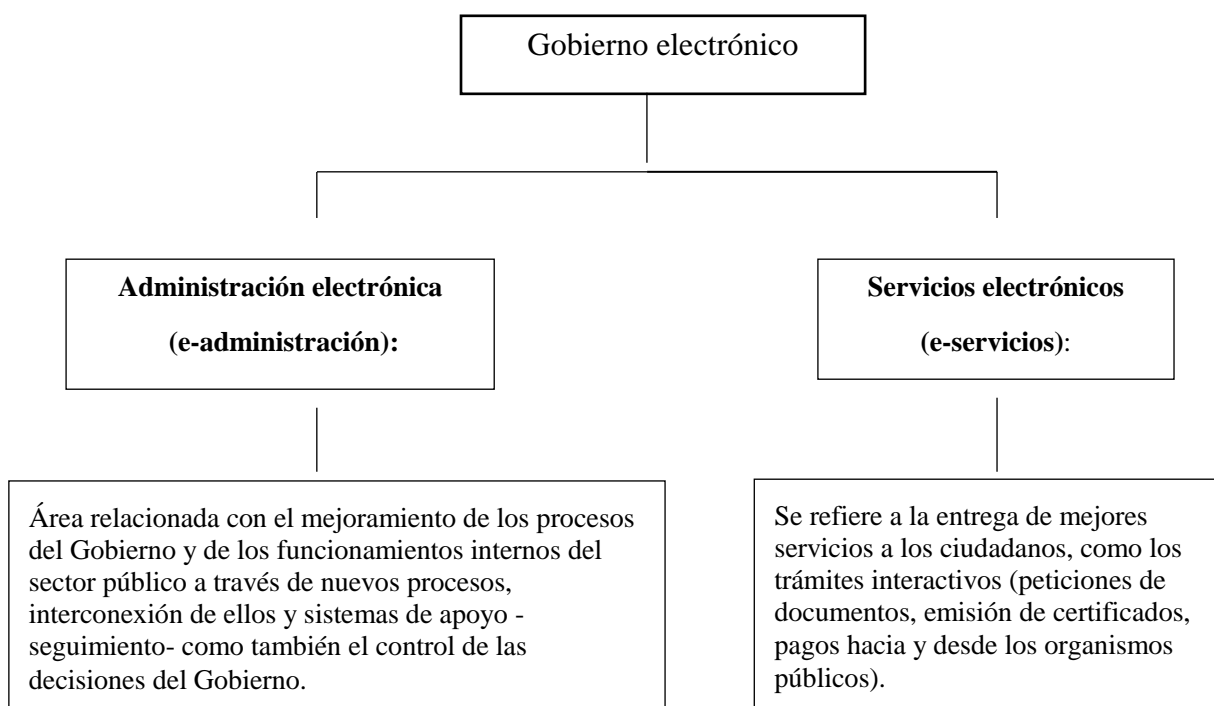 Gobierno electrónico
Administración electrónica
(e-administración):
Servicios electrónicos
(e-servicios):
Área relacionada con el mejoramiento de los procesos
del Gobierno y de los funcionamientos internos del
sector público a través de nuevos procesos,
interconexión de ellos y sistemas de apoyo -
seguimiento- como también el control de las
decisiones del Gobierno.
Se refiere a la entrega de mejores
servicios a los ciudadanos, como los
trámites interactivos (peticiones de
documentos, emisión de certificados,
pagos hacia y desde los organismos
públicos).